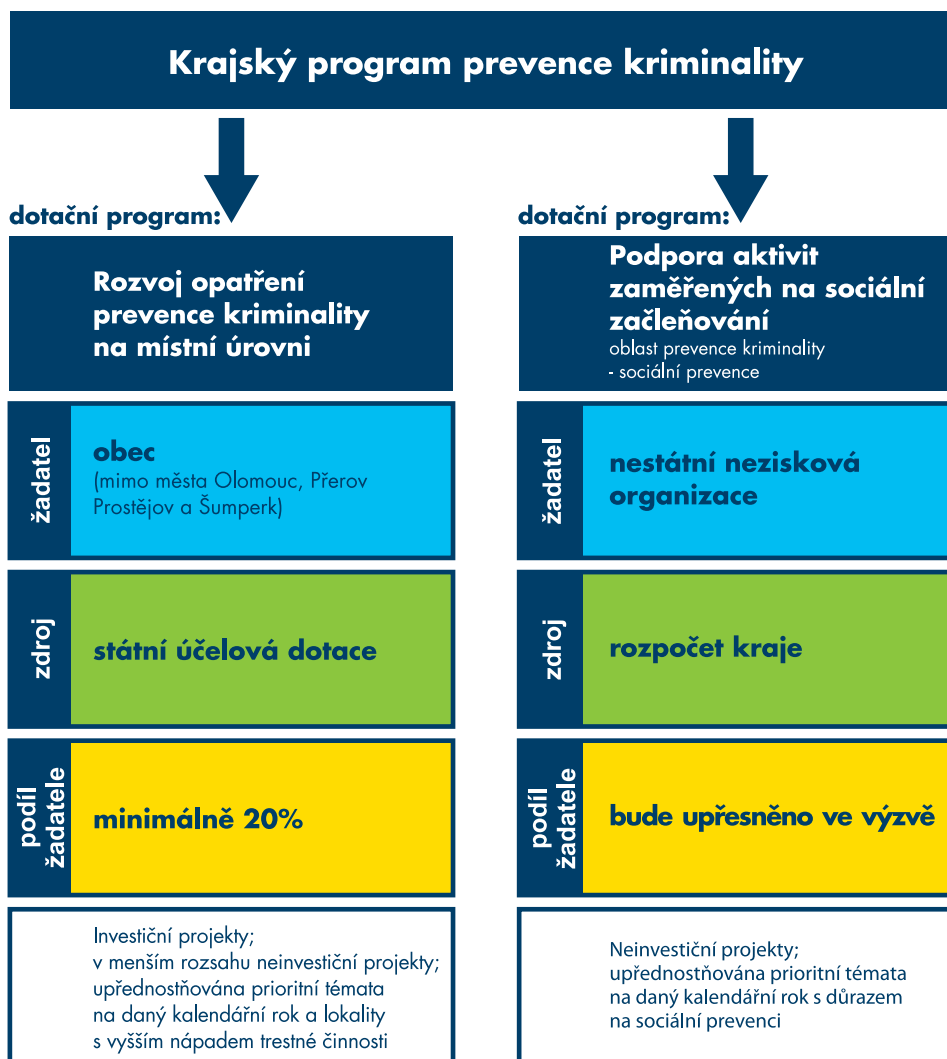 Krajský program prevence kriminality
dotační program:
Rozvoj opatření
prevence kriminality
na místní úrovni
žadatel
obec
(mimo města Olomouc, Přerov
Prostějov a Šumperk)
zdroj
státní účelová dotace
podíl
žadatele
minimálně 20%
Investiční projekty;
v menším rozsahu neinvestiční projekty;
upřednostňována prioritní témata
na daný kalendářní rok a lokality
s vyšším nápadem trestné činnosti
dotační program:
Podpora aktivit
zaměřených na sociální
začleňování
oblast prevence kriminality
- sociální prevence
žadatel
nestátní nezisková
organizace
zdroj
rozpočet kraje
podíl
žadatele
bude upřesněno ve výzvě
Neinvestiční projekty;
upřednostňována prioritní témata
na daný kalendářní rok s důrazem
na sociální prevenci